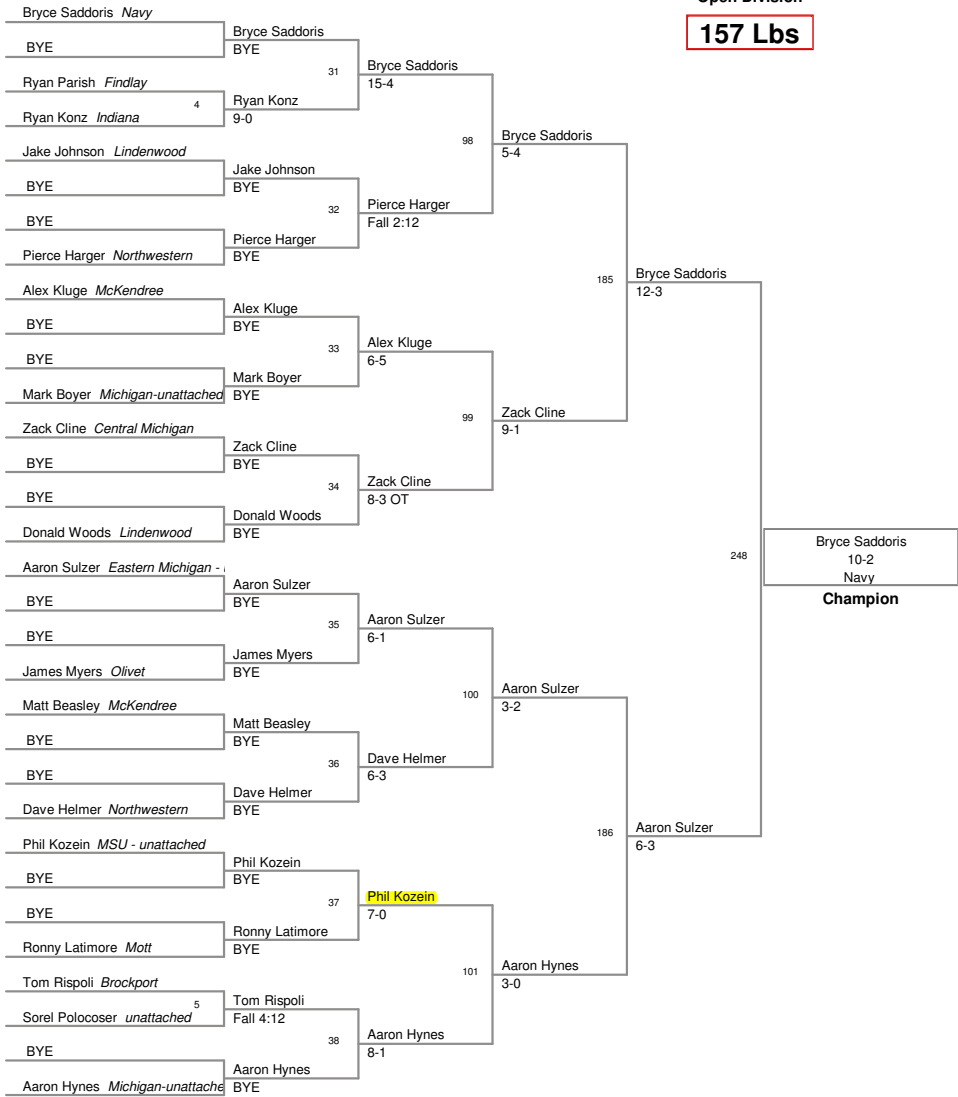 Open Division
157 Lbs
Bryce Saddoris Navy
BYE
Ryan Parish Findlay
4
Ryan Konz Indiana
Jake Johnson Lindenwood
BYE
BYE
Pierce Harger Northwestern
Alex Kluge McKendree
BYE
BYE
Mark Boyer Michigan-unattached
Zack Cline Central Michigan
BYE
BYE
Donald Woods Lindenwood
Aaron Sulzer Eastern Michigan -
BYE
BYE
James Myers Olivet
Matt Beasley McKendree
BYE
BYE
Dave Helmer Northwestern
Phil Kozein MSU - unattached
BYE
BYE
Ronny Latimore Mott
Tom Rispoli Brockport
5
Sorel Polocoser unattached
BYE
Aaron Hynes Michigan-unattache
Bryce Saddoris
BYE
31
Ryan Konz
9-0
Jake Johnson
BYE
32
Pierce Harger
BYE
Alex Kluge
BYE
33
Mark Boyer
BYE
Zack Cline
BYE
34
Donald Woods
BYE
Aaron Sulzer
BYE
35
James Myers
BYE
Matt Beasley
BYE
36
Dave Helmer
BYE
Phil Kozein
BYE
37
Ronny Latimore
BYE
Tom Rispoli
Fall 4:12
38
Aaron Hynes
BYE
Bryce Saddoris
15-4
98
Pierce Harger
Fall 2:12
Alex Kluge
6-5
99
Zack Cline
8-3 OT
Aaron Sulzer
6-1
100
Dave Helmer
6-3
Phil Kozein
7-0
101
Aaron Hynes
8-1
Bryce Saddoris
5-4
185
Zack Cline
9-1
Aaron Sulzer
3-2
186
Aaron Hynes
3-0
Bryce Saddoris
12-3
248
Aaron Sulzer
6-3
Bryce Saddoris
10-2
Navy
Champion